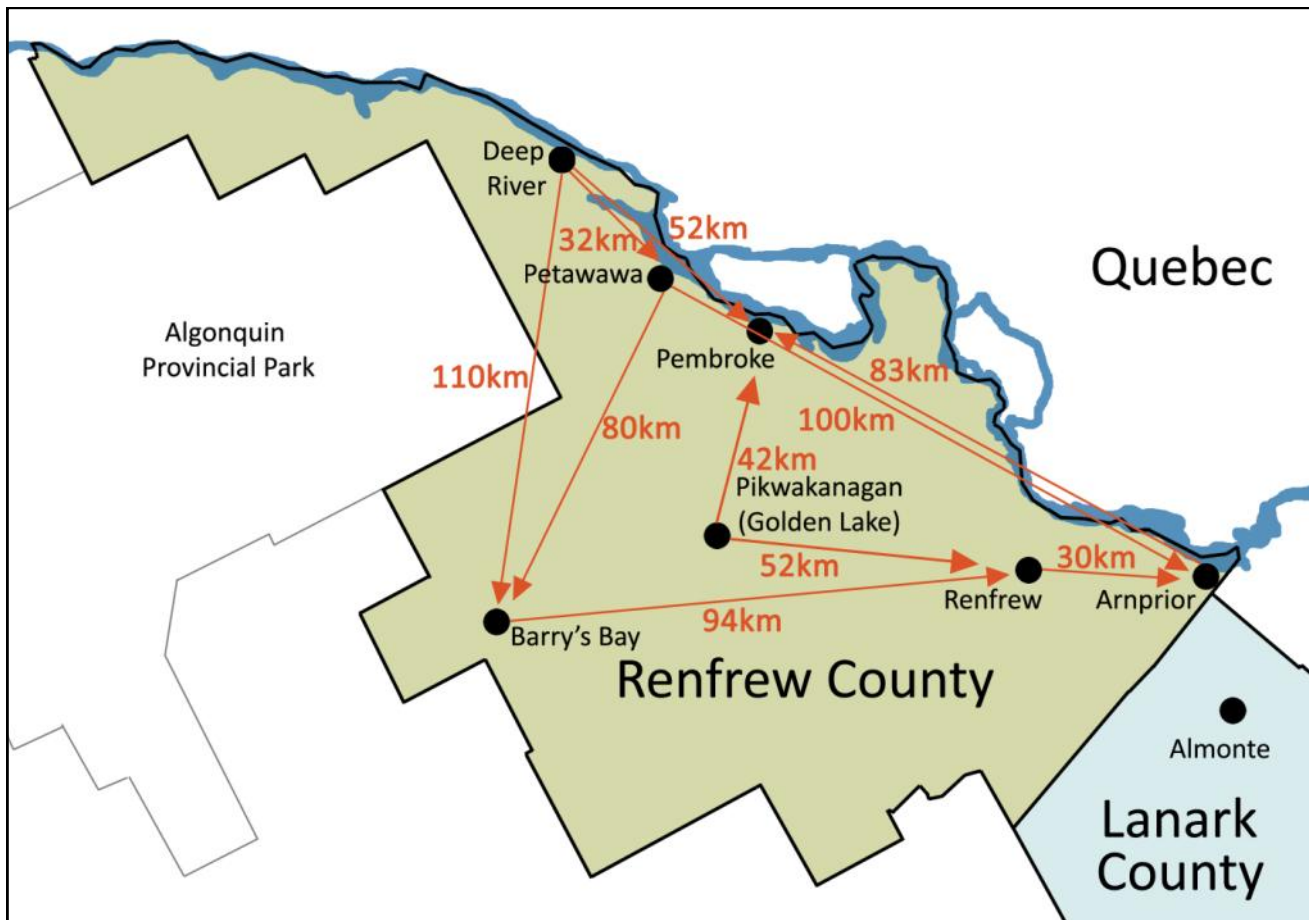 Deep
River
32km
52km
Petawawa
Quebec
Algonquin
Provincial Park
Pembroke
110km
83km
80km
100km
42km
Pikwakanagan
(Golden Lake)
52km
30km
Renfrew
Arnprior
Barry's Bay
94km
Renfrew County
Almonte
Lanark
County